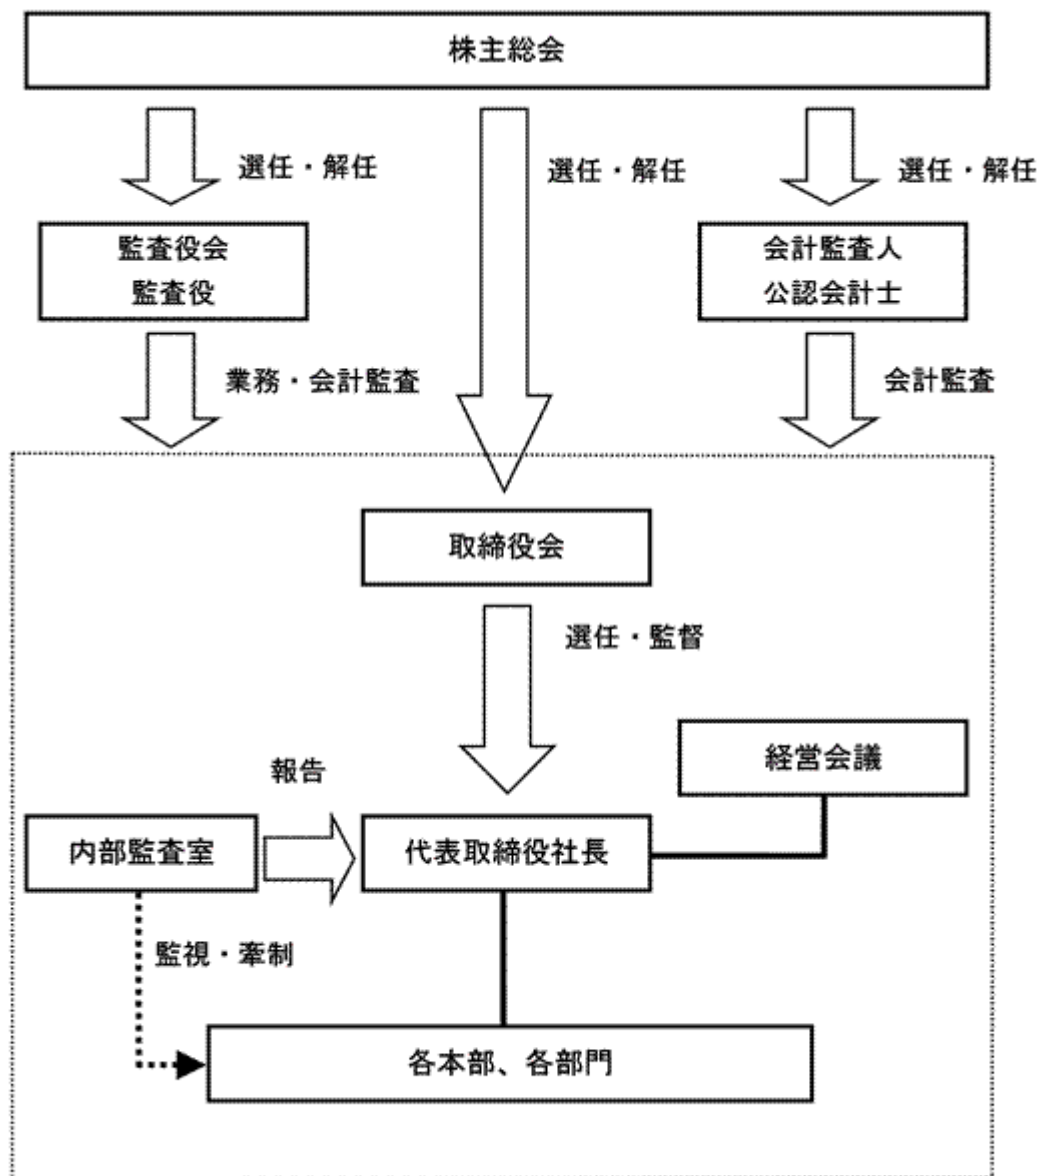 株主総会
選任・解任
選任・解任
選任・解任
監査役会
監査役
会計監査人
公認会計士
業務・会計監査
会計監査
取締役会
選任・監督
経営会議
報告
内部監査室
代表取締役社長
監視・牽制
各本部、各部門